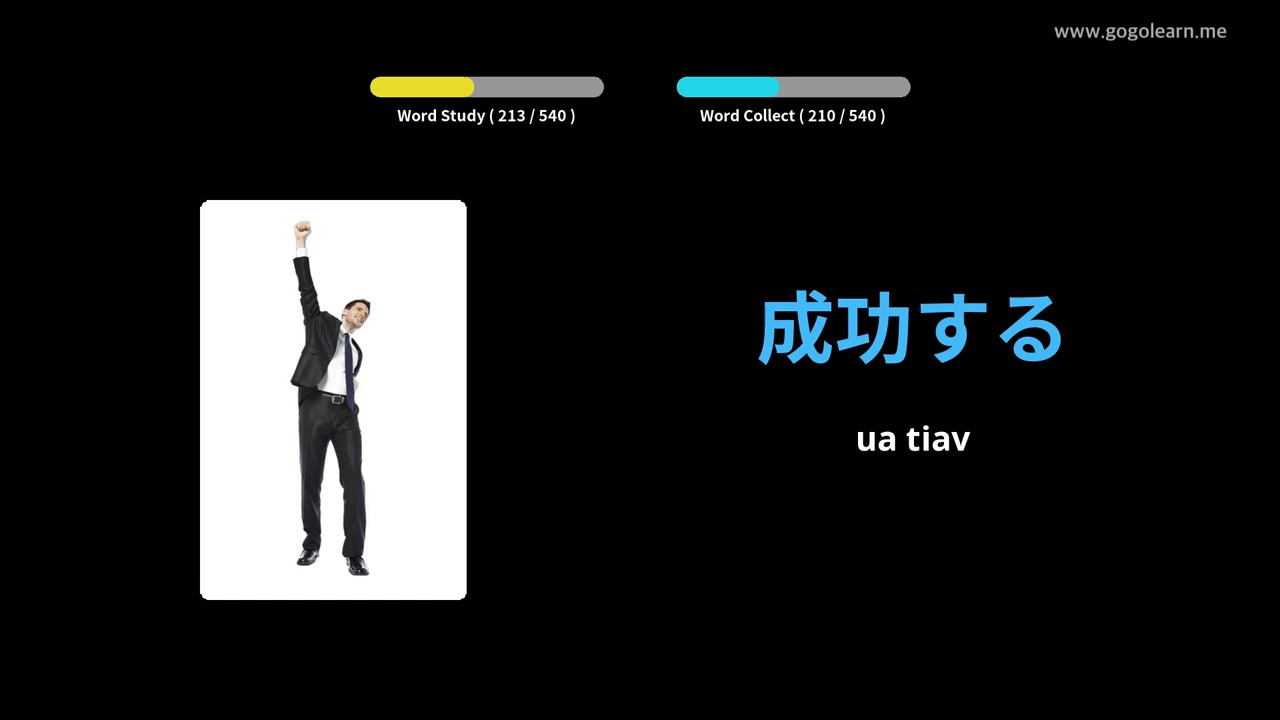 www.gogolearn.me
Word Study ( 213 / 540 )
Word Collect ( 210 / 540 )
成功する
ua tiav